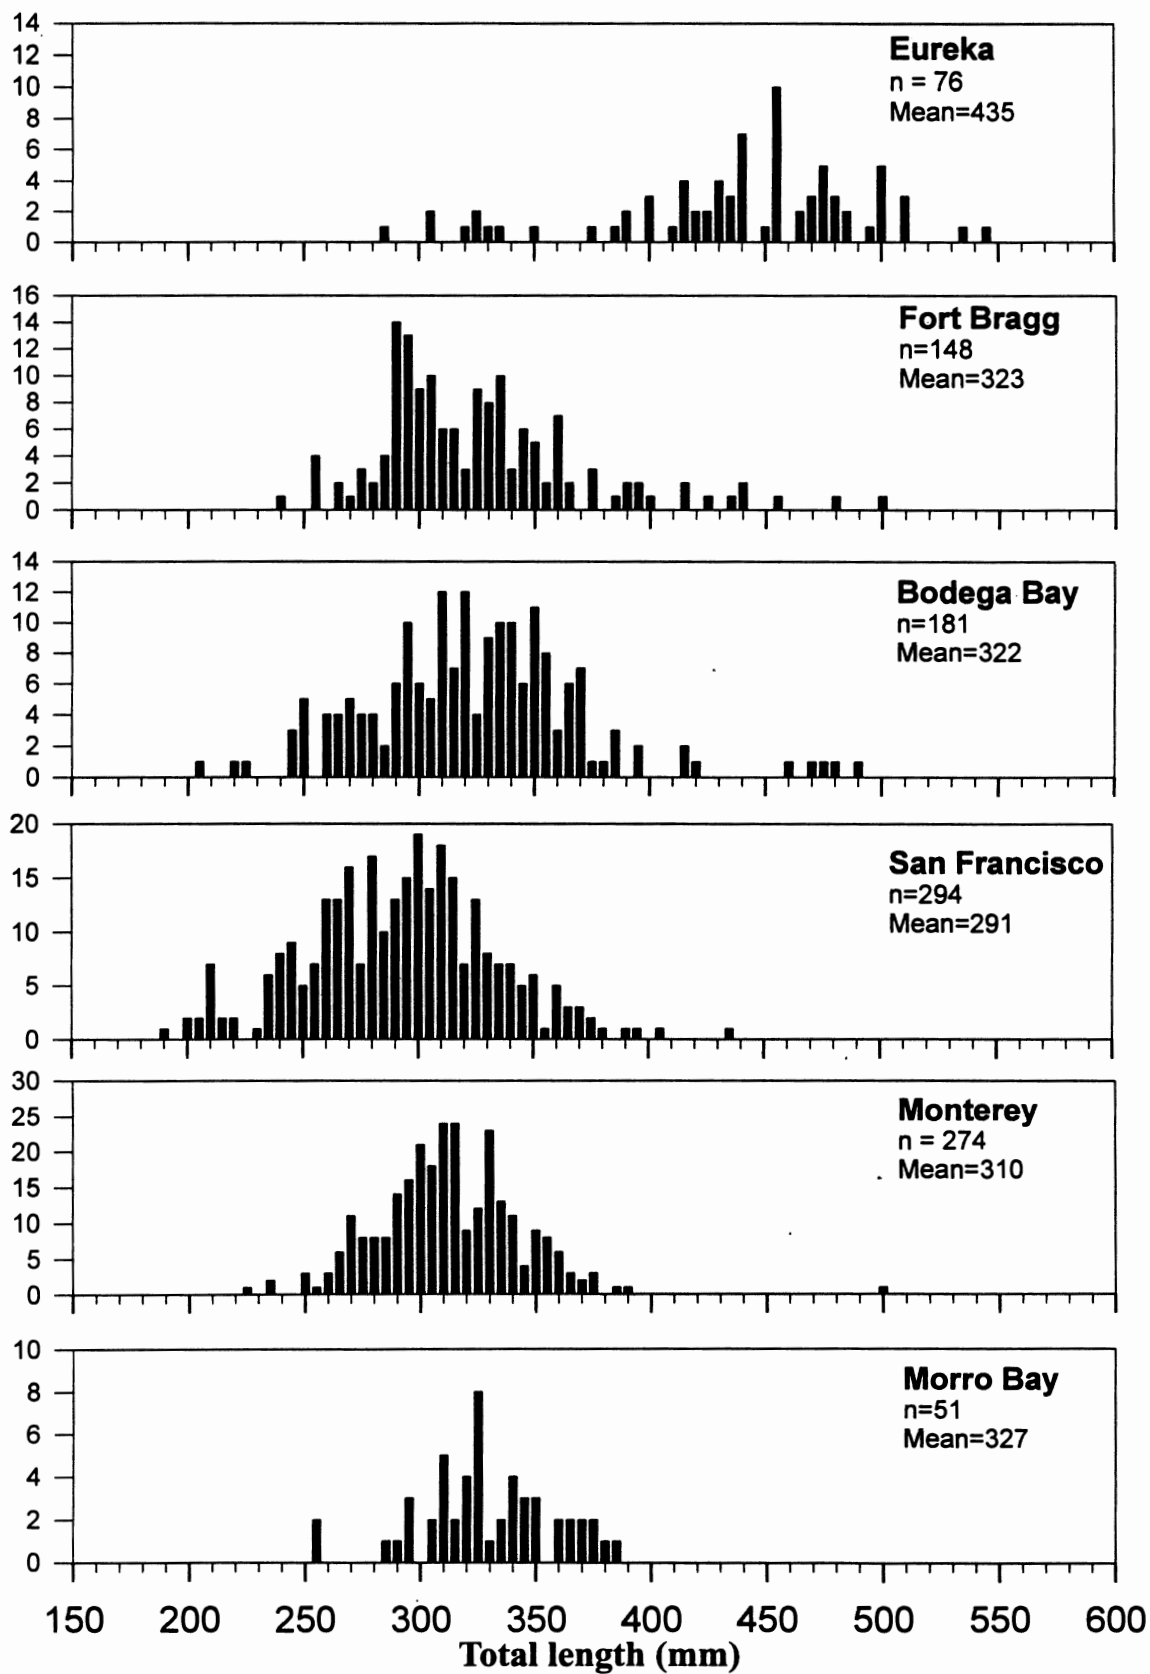 14
12
10
8
6
4
2
0
Eureka
n = 76
Mean=435
16
14
12
10
8
6
4
2
0
Fort Bragg
n=148
Mean=323
14
12
10
8
6
4
2
0
Bodega Bay
n=181
Mean=322
20
15
10
5
0
San Francisco
n=294
Mean=291
30
25
20
15
10
5
0
Monterey
n = 274
Mean=310
10
8
6
4
2
0
Morro Bay
n=51
Mean=327
150 200 250 300 350 400 450 500 550 600
Total length (mm)